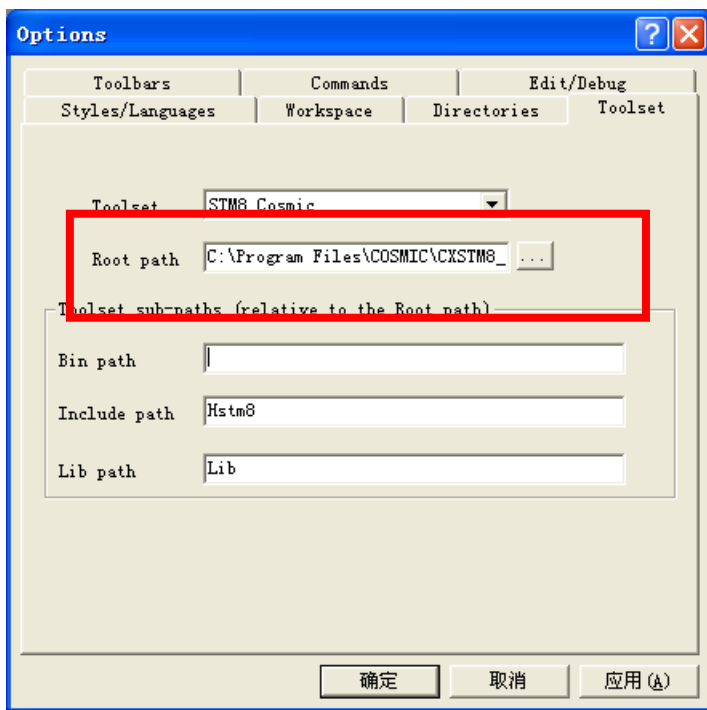 Options
Toolbars Commands Edit/Debug
Styles/Languages Workspace Directories Toolset
Toolset STM8 Cosmic
Root path C:\Program Files\COSMIC\CXSTM8_ ...
Toolset sub-paths (relative to the Root path)
Bin path
Include path Hstm8
Lib path Lib
确定 取消 应用(A)